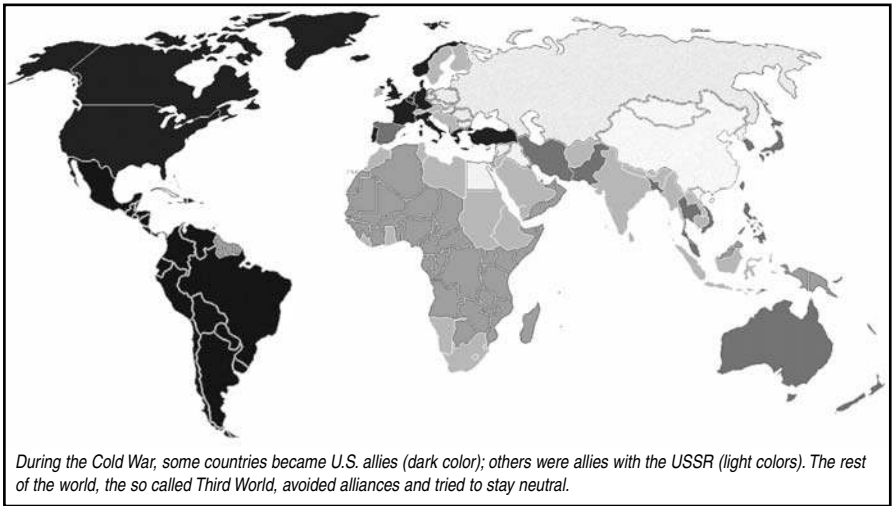 During the Cold War, some countries became U.S. allies (dark color); others were allies with the USSR (light colors). The rest
of the world, the so called Third World, avoided alliances and tried to stay neutral.